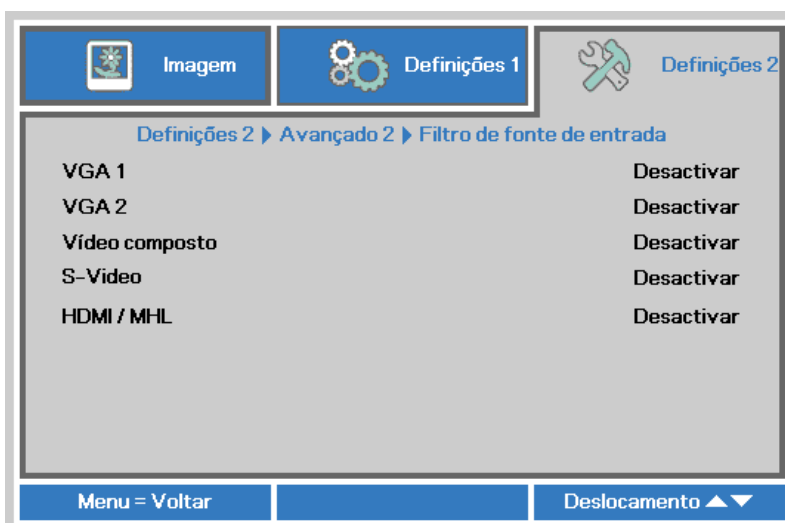 Imagem Definições 1 Definições 2
Definições 2 ▶ Avançado 2 ▶ Filtro de fonte de entrada
VGA 1 Desactivar
VGA 2 Desactivar
Vídeo composto Desactivar
S-Video Desactivar
HDMI / MHL Desactivar
Menu = Voltar Deslocamento ▲▼